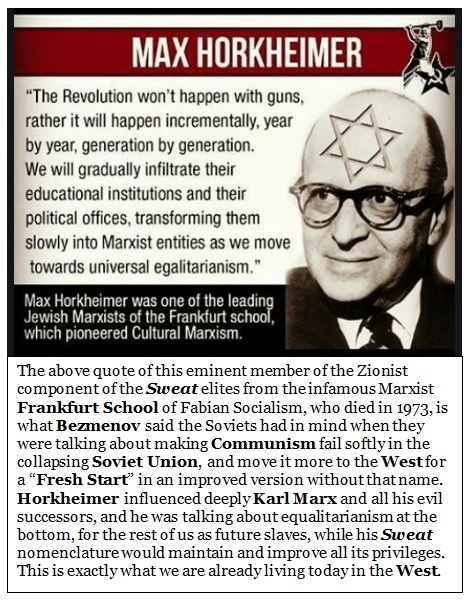 MAX HORKHEIMER
“The Revolution won’t happen with guns,
rather it will happen incrementally, year
by year, generation by generation.
We will gradually infiltrate their
educational institutions and their
political offices, transforming them
slowly into Marxist entities as we move
towards universal egalitarianism.”
Max Horkheimer was one of the leading
Jewish Marxists of the Frankfurt school,
which pioneered Cultural Marxism.
The above quote of this eminent member of the Zionist
component of the Sweat elites from the infamous Marxist
Frankfurt School of Fabian Socialism, who died in 1973, is
what Bezmenov said the Soviets had in mind when they
were talking about making Communism fail softly in the
collapsing Soviet Union, and move it more to the West for
a “Fresh Start” in an improved version without that name.
Horkheimer influenced deeply Karl Marx and all his evil
successors, and he was talking about equalitarianism at the
bottom, for the rest of us as future slaves, while his Sweat
nomenclature would maintain and improve all its privileges.
This is exactly what we are already living today in the West.